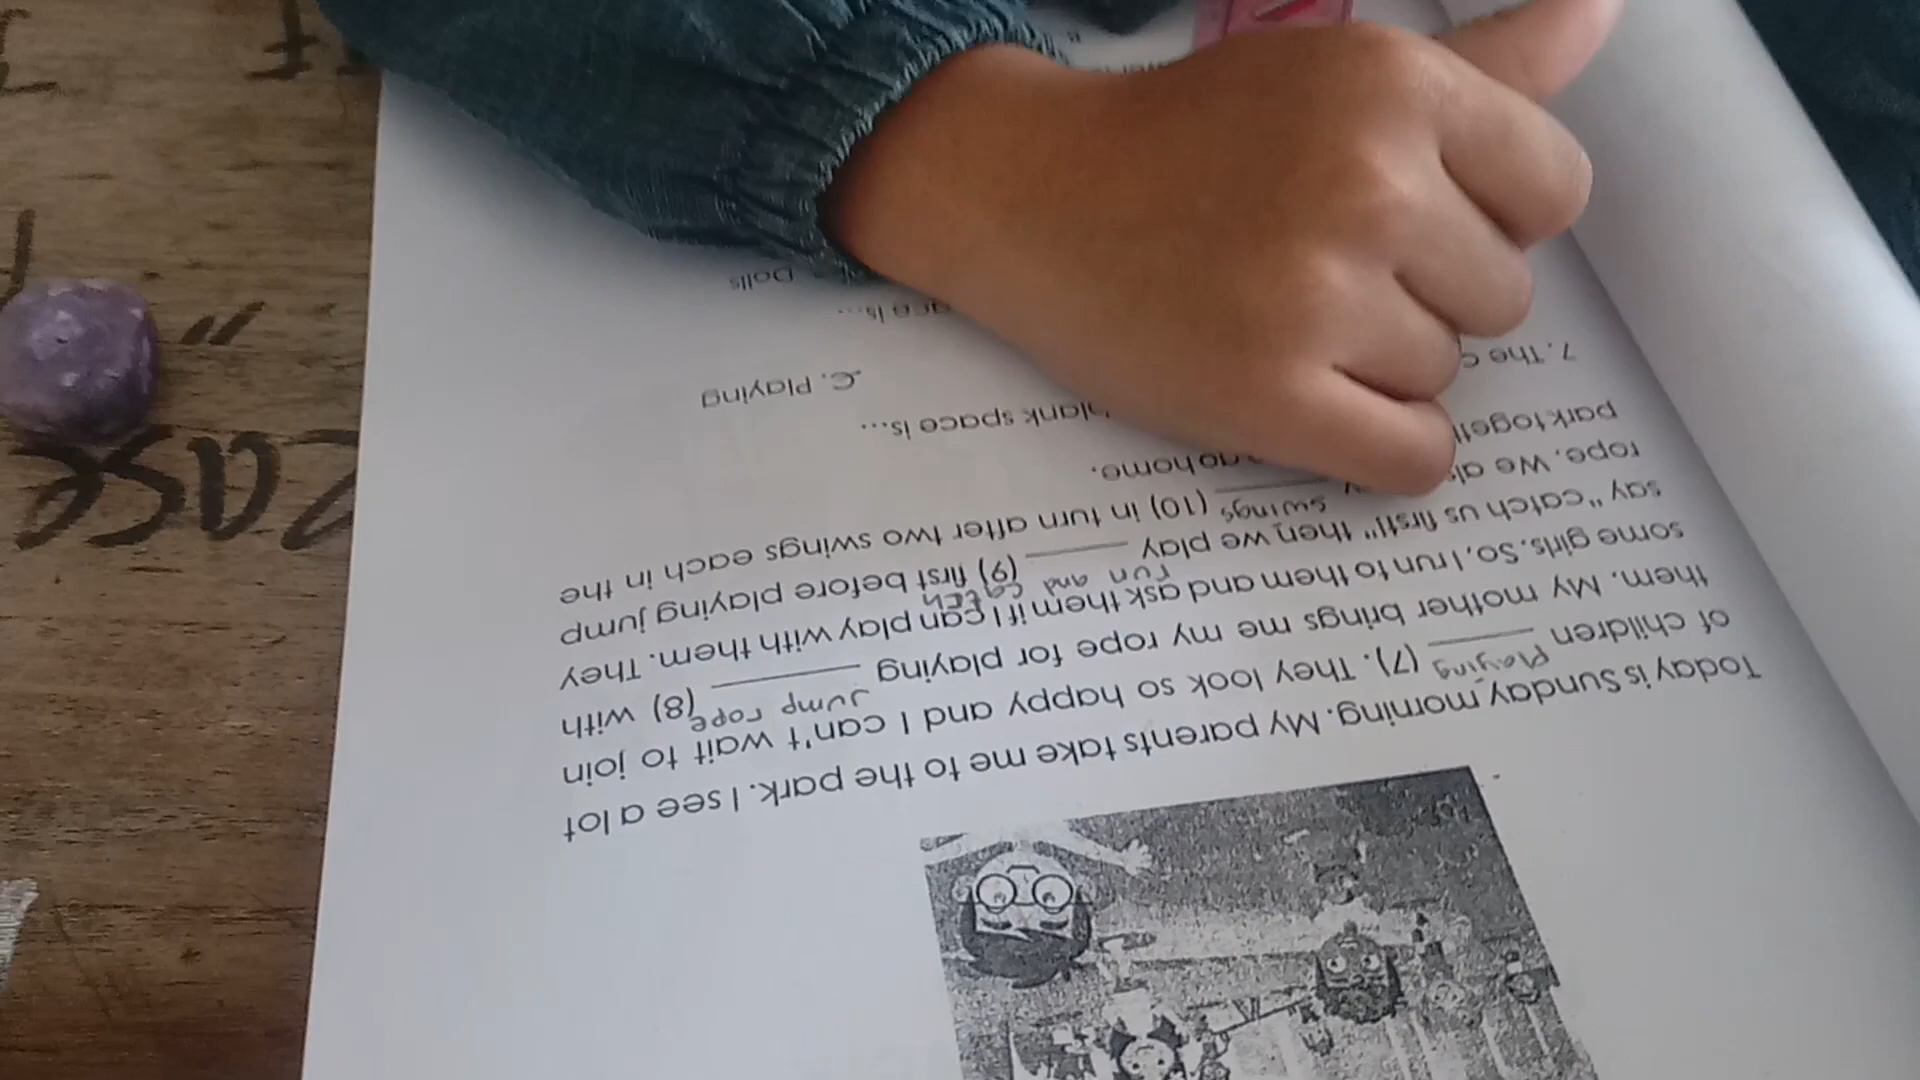 Today is Sunday morning. My parents take me to the park. I see a lot
of children playing (7). They look so happy and I can't wait to join
them. My mother brings me my rope for playing jump rope (8) with
some girls. So, I run to them and ask them if I can play with them. They
say "catch us first!" then we play run and catch (9) first before playing jump
rope. We swings (10) in turn after two swings each in the
park home.
7. The space is...
C. Playing
is...
Dolls